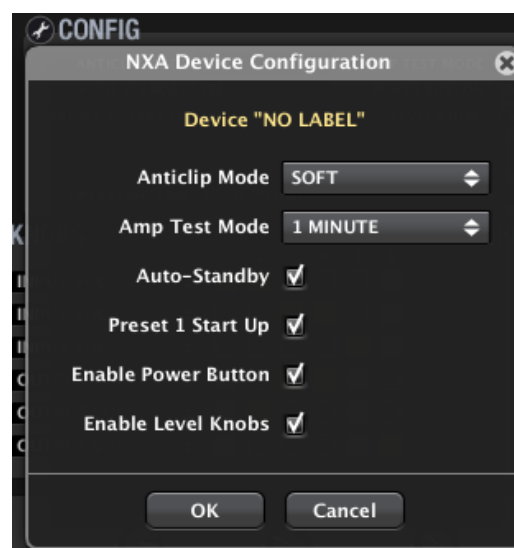 CONFIG
NXA Device Configuration
Device "NO LABEL"
Anticlip Mode SOFT
Amp Test Mode 1 MINUTE
Auto-Standby
Preset 1 Start Up
Enable Power Button
Enable Level Knobs
OK Cancel